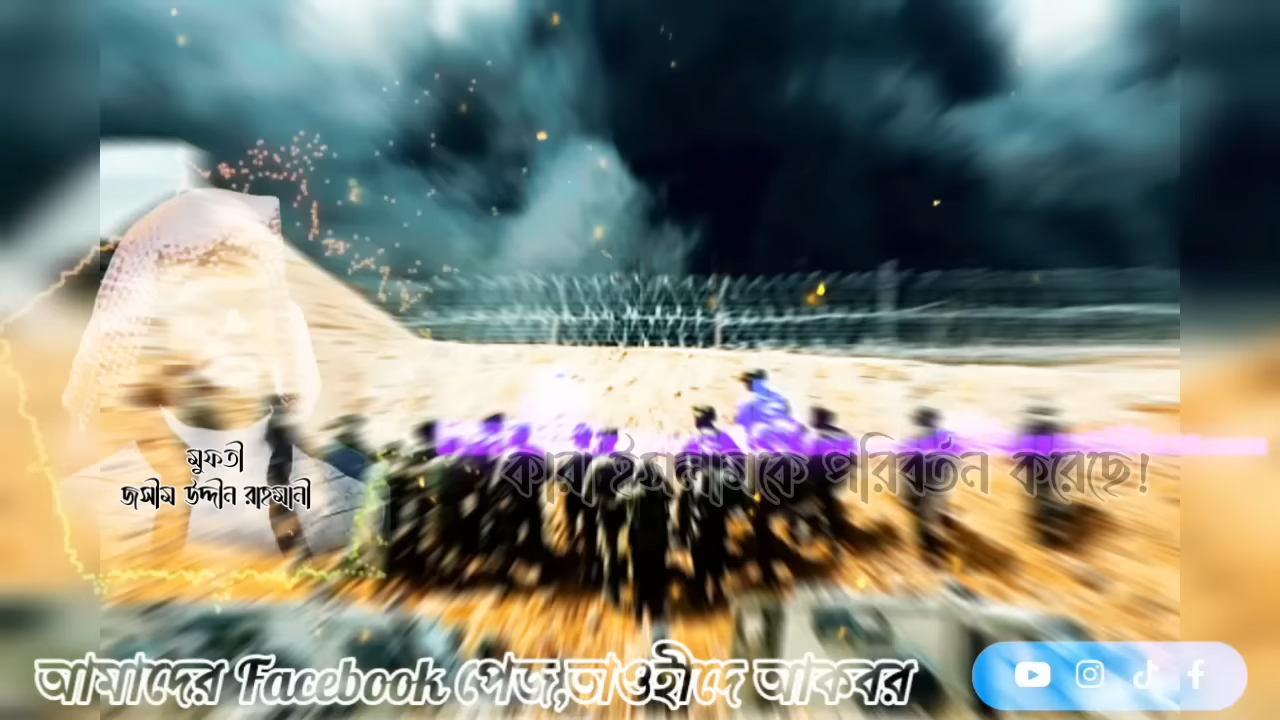 মুফতী
জসীম উদ্দীন রাহমানী
কারা ইসলামকে পরিবর্তন করেছে!
আমাদের Facebook পেজ,তাওহীদে আকবর